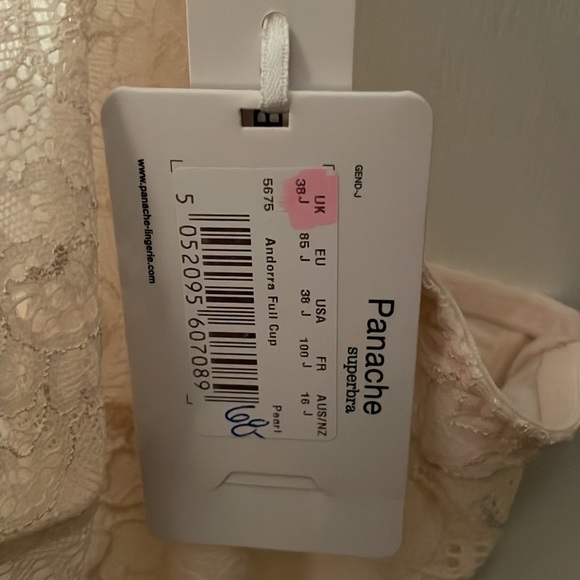 GEND-J
Panache
superbra
UK EU USA FR AUS/NZ
38J 85 J 38 J 100 J 16 J
5675 Andorra Full Cup Pearl
5 052095 607089
68
www.panache-lingerie.com